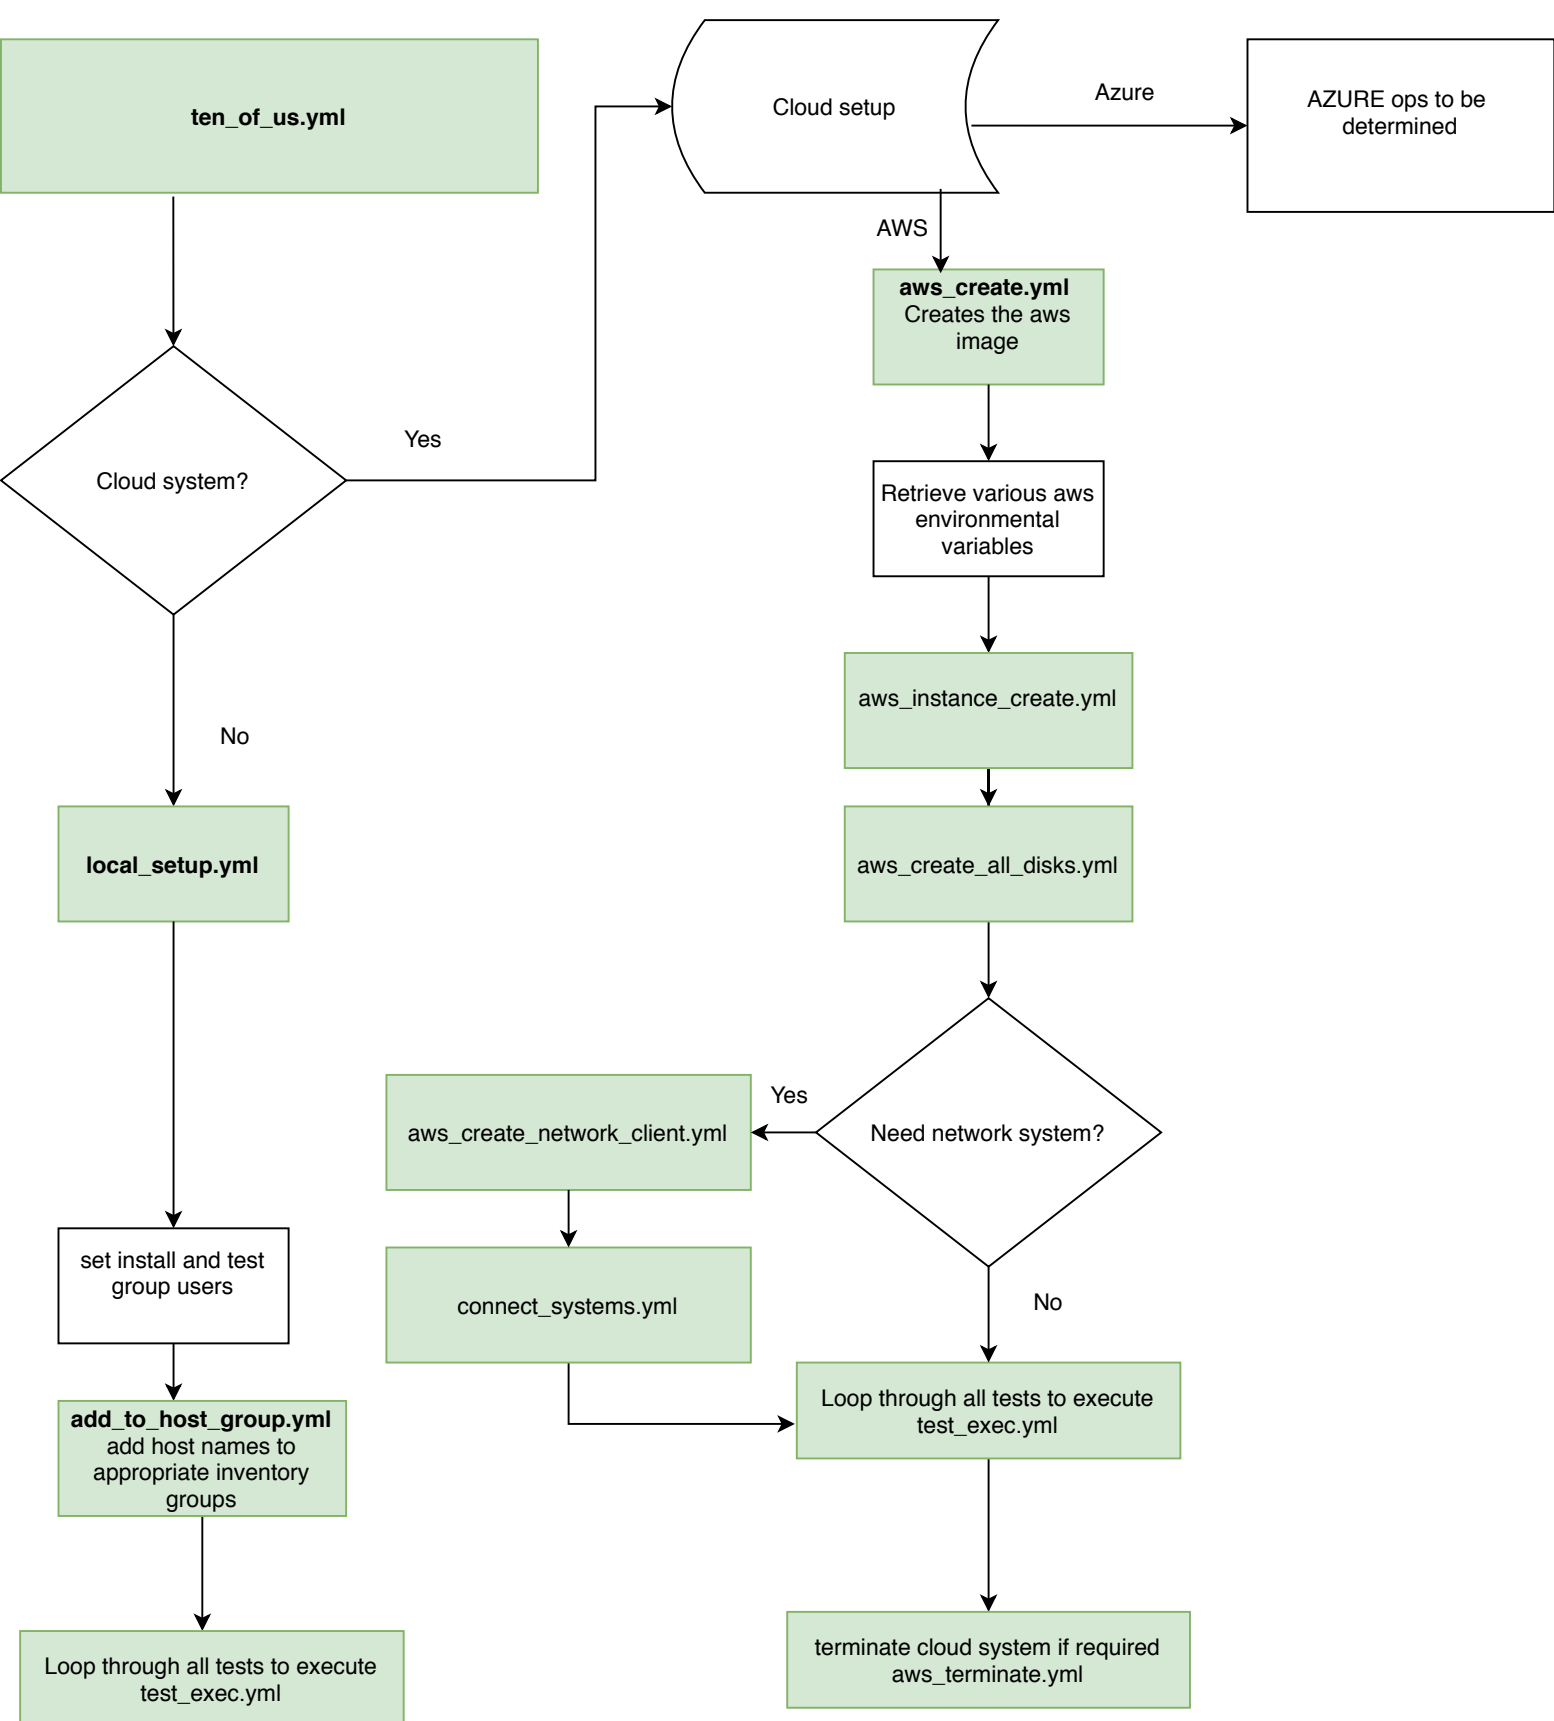 ten_of_us.yml
Cloud setup
Azure
AZURE ops to be
determined
AWS
aws_create.yml
Creates the aws
image
Yes
Cloud system?
Retrieve various aws
environmental
variables
aws_instance_create.yml
No
local_setup.yml
aws_create_all_disks.yml
Yes
aws_create_network_client.yml
Need network system?
set install and test
group users
connect_systems.yml
No
add_to_host_group.yml
add host names to
appropriate inventory
groups
Loop through all tests to execute
test_exec.yml
Loop through all tests to execute
test_exec.yml
terminate cloud system if required
aws_terminate.yml